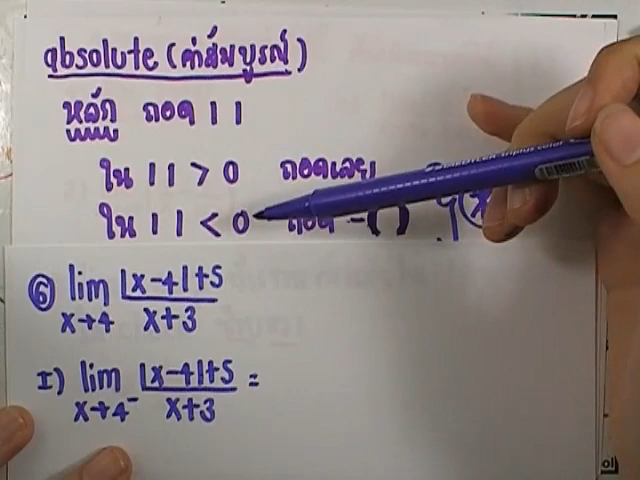 absolute (ค่าสัมบูรณ์)
หลัก ถอด | |
ใน | | > 0 ถอดเลย
ใน | | < 0 ถอด -( )
⑥ lim |x-4|+5
x→4 x+3
I) lim |x-4|+5 =
x→4⁻ x+3